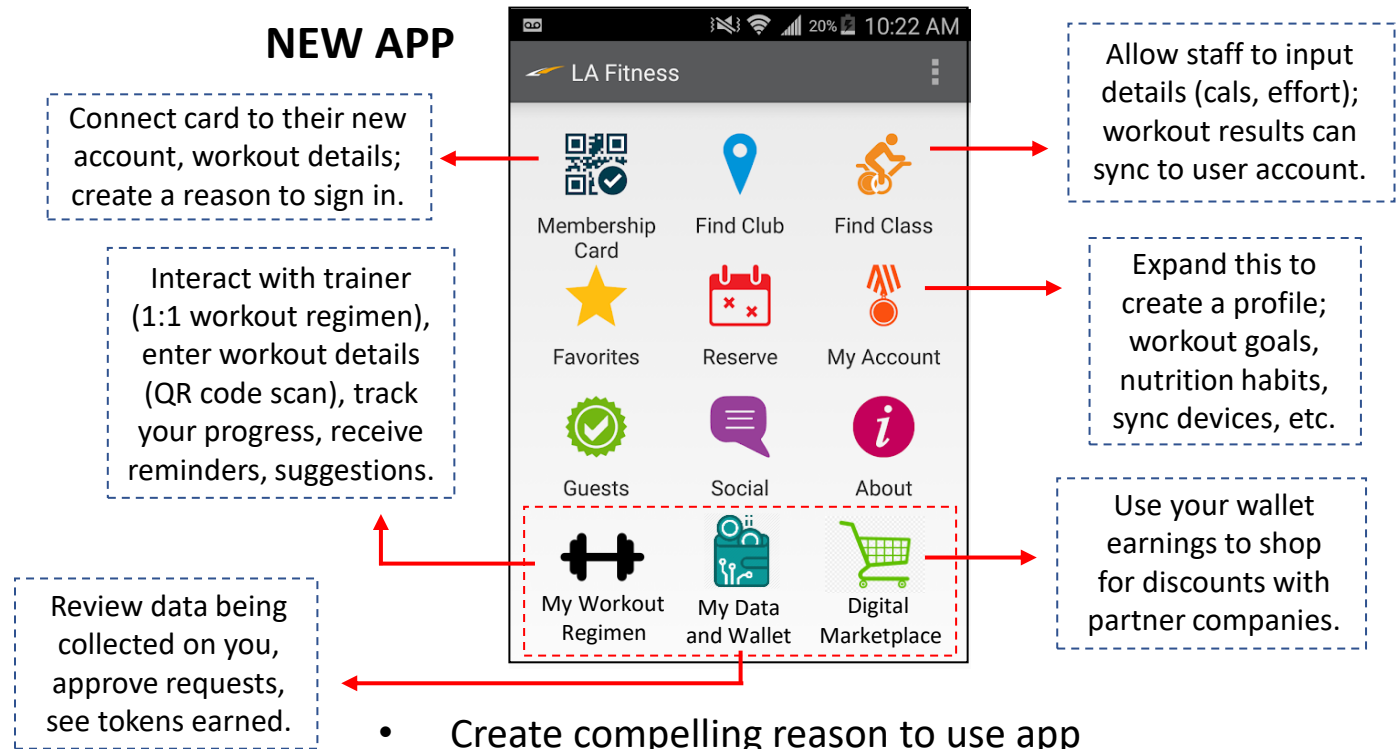 NEW APP
Connect card to their new
account, workout details;
create a reason to sign in.
Interact with trainer
(1:1 workout regimen),
enter workout details
(QR code scan), track
your progress, receive
reminders, suggestions.
Review data being
collected on you,
approve requests,
see tokens earned.
20% 10:22 AM
LA Fitness
Membership
Card
Find Club
Find Class
Favorites
Reserve
My Account
Guests
Social
About
My Workout
Regimen
My Data
and Wallet
Digital
Marketplace
Allow staff to input
details (cals, effort);
workout results can
sync to user account.
Expand this to
create a profile;
workout goals,
nutrition habits,
sync devices, etc.
Use your wallet
earnings to shop
for discounts with
partner companies.
• Create compelling reason to use app